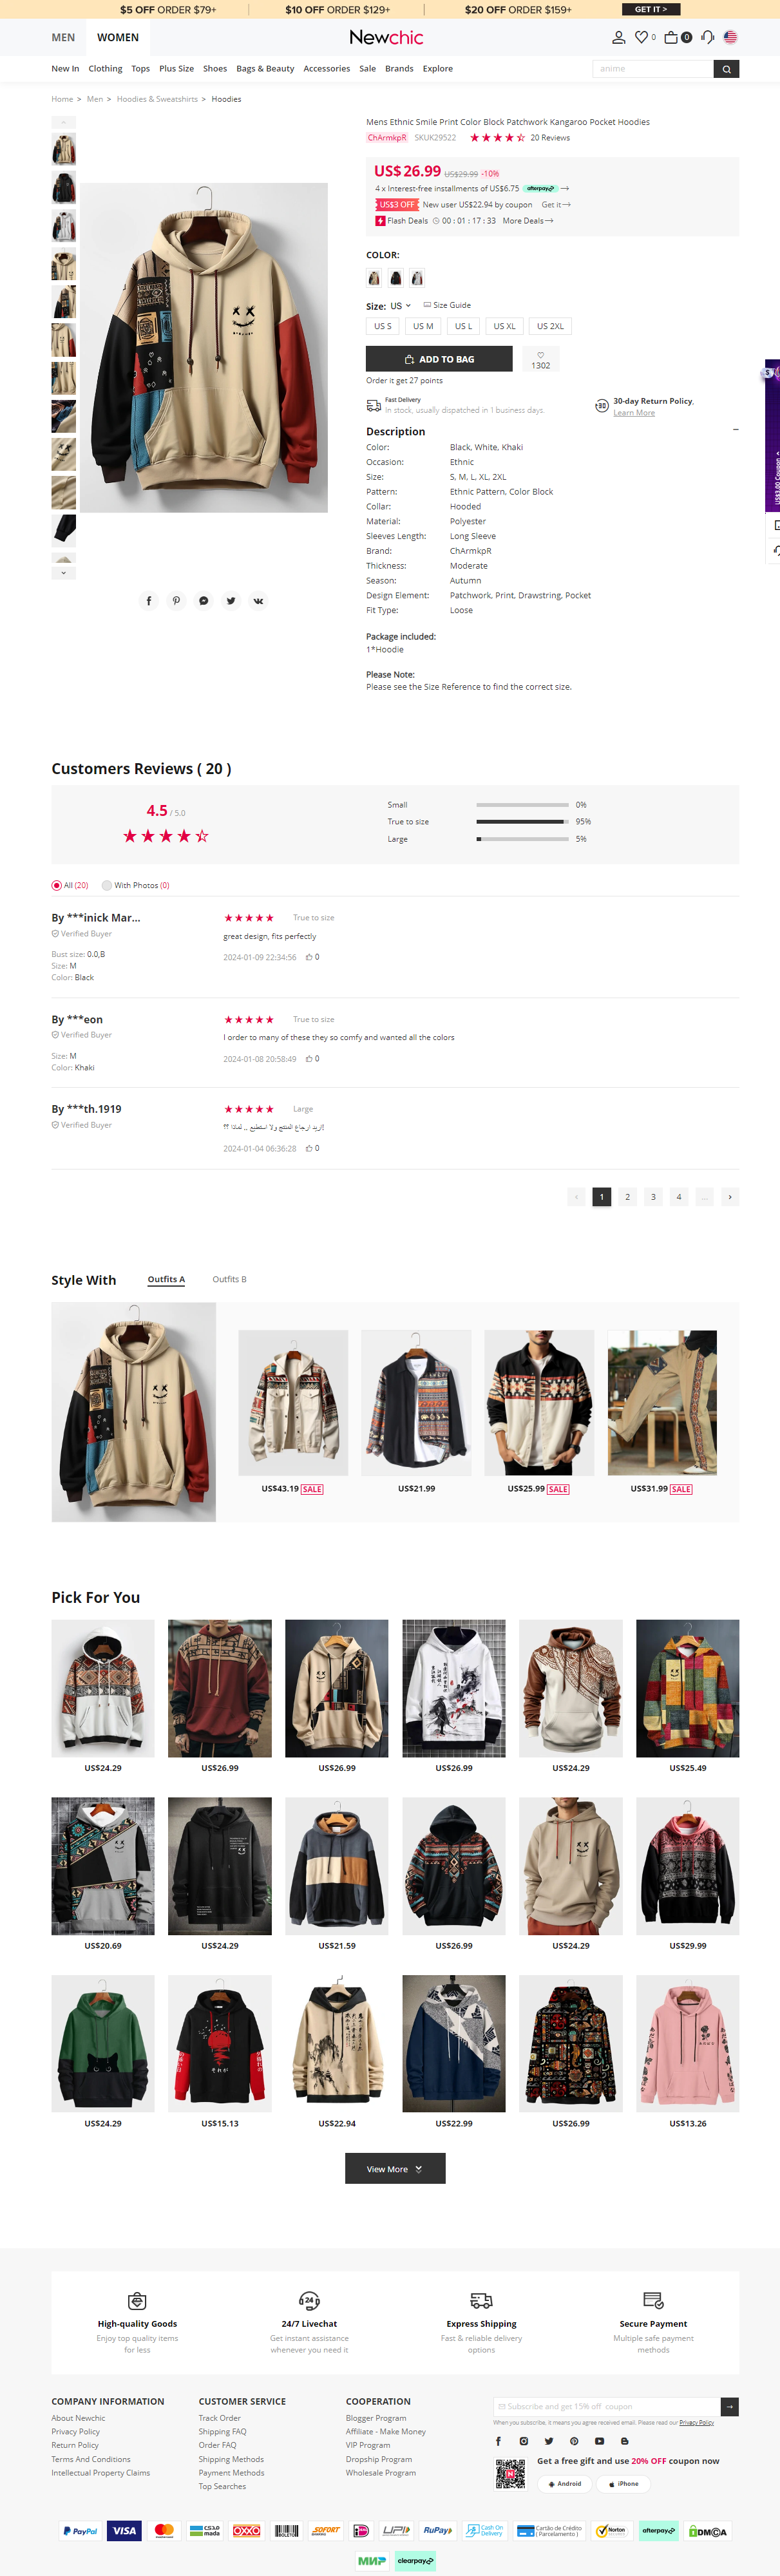 $5 OFF ORDER $79+
$10 OFF ORDER $129+
$20 OFF ORDER $159+
GET IT >
MEN
WOMEN
Newchic
0
0
New In
Clothing
Tops
Plus Size
Shoes
Bags & Beauty
Accessories
Sale
Brands
Explore
anime
Home > Men > Hoodies & Sweatshirts > Hoodies
Mens Ethnic Smile Print Color Block Patchwork Kangaroo Pocket Hoodies
ChArmkpR SKUK29522 20 Reviews
US$26.99 US$29.99 -10%
4 x Interest-free installments of US$6.75 afterpay
US$3 OFF New user US$22.94 by coupon Get it
Flash Deals 00 : 01 : 17 : 33 More Deals
COLOR:
Size: US Size Guide
US S
US M
US L
US XL
US 2XL
ADD TO BAG
1302
Order it get 27 points
Fast Delivery
In stock, usually dispatched in 1 business days.
30-day Return Policy.
Learn More
US$3.00 Coupon
Description
Color: Black, White, Khaki
Occasion: Ethnic
Size: S, M, L, XL, 2XL
Pattern: Ethnic Pattern, Color Block
Collar: Hooded
Material: Polyester
Sleeves Length: Long Sleeve
Brand: ChArmkpR
Thickness: Moderate
Season: Autumn
Design Element: Patchwork, Print, Drawstring, Pocket
Fit Type: Loose
Package included:
1*Hoodie
Please Note:
Please see the Size Reference to find the correct size.
Customers Reviews ( 20 )
4.5 / 5.0
Small 0%
True to size 95%
Large 5%
All (20)
With Photos (0)
By ***inick Mar...
Verified Buyer
Bust size: 0.0,B
Size: M
Color: Black
True to size
great design, fits perfectly
2024-01-09 22:34:56 0
By ***eon
Verified Buyer
Size: M
Color: Khaki
True to size
I order to many of these they so comfy and wanted all the colors
2024-01-08 20:58:49 0
By ***th.1919
Verified Buyer
Large
اريد ارجاع المنتج ولا استطيع .. لماذا ؟؟!
2024-01-04 06:36:28 0
1
2
3
4
...
Style With
Outfits A
Outfits B
US$43.19 SALE
US$21.99
US$25.99 SALE
US$31.99 SALE
Pick For You
US$24.29
US$26.99
US$26.99
US$26.99
US$24.29
US$25.49
US$20.69
US$24.29
US$21.59
US$26.99
US$24.29
US$29.99
US$24.29
US$15.13
US$22.94
US$22.99
US$26.99
US$13.26
View More
High-quality Goods
Enjoy top quality items
for less
24/7 Livechat
Get instant assistance
whenever you need it
Express Shipping
Fast & reliable delivery
options
Secure Payment
Multiple safe payment
methods
COMPANY INFORMATION
About Newchic
Privacy Policy
Return Policy
Terms And Conditions
Intellectual Property Claims
CUSTOMER SERVICE
Track Order
Shipping FAQ
Order FAQ
Shipping Methods
Payment Methods
Top Searches
COOPERATION
Blogger Program
Affiliate - Make Money
VIP Program
Dropship Program
Wholesale Program
Subscribe and get 15% off coupon
When you subscribe, it means you agree received email. Please read our Privacy Policy
Get a free gift and use 20% OFF coupon now
Android
iPhone
PayPal
VISA
mastercard
mada
OXXO
BOLETO
SOFORT
iD
UPI
RuPay
Cash On
Delivery
Cartão de Crédito
( Parcelamento )
Norton
afterpay
DMCA
МИР
clearpay